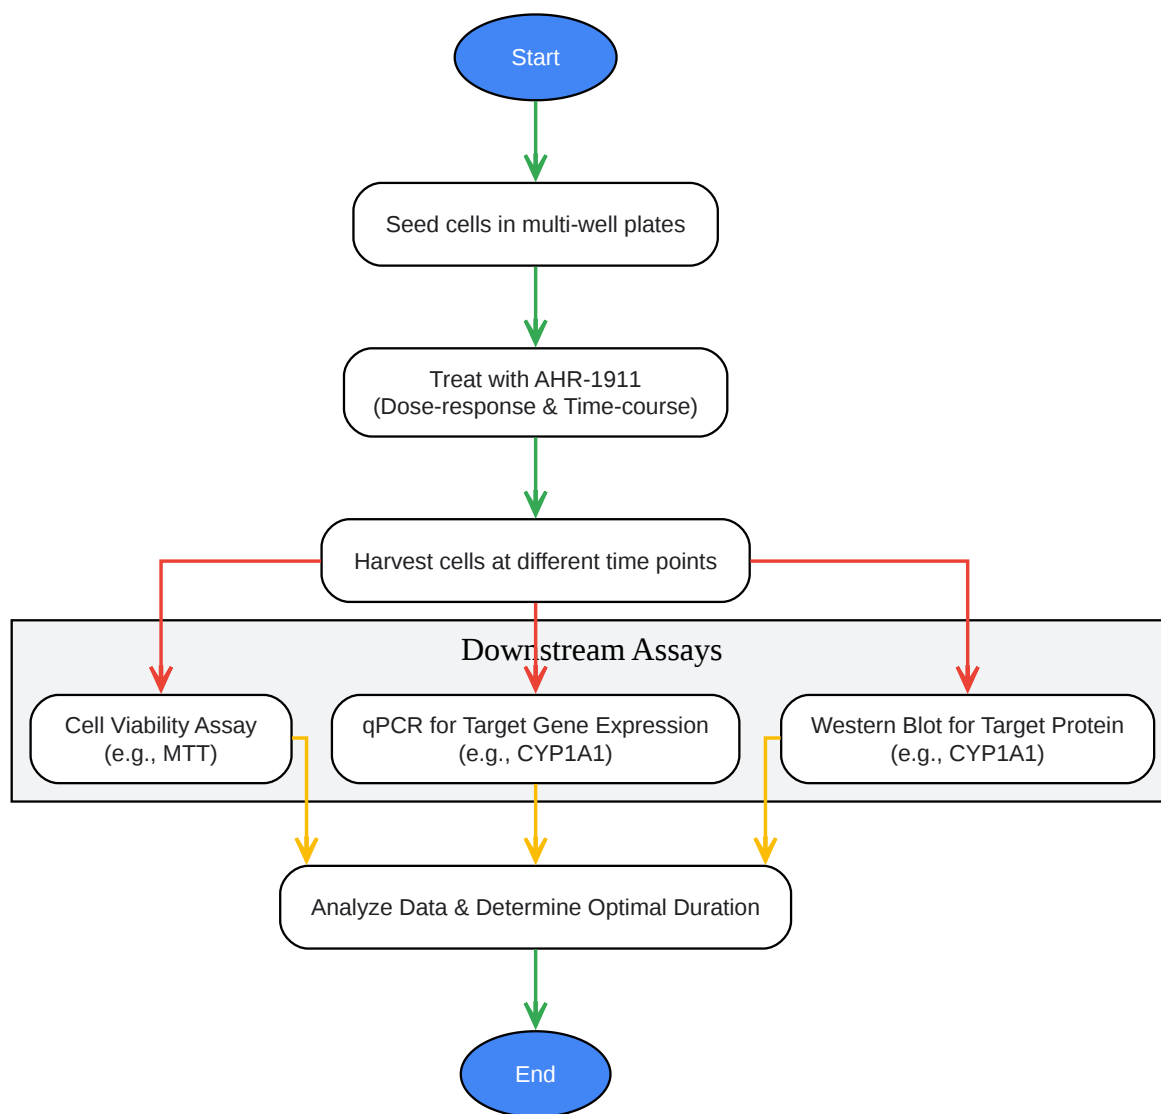 Start
Seed cells in multi-well plates
Treat with AHR-1911
(Dose-response & Time-course)
Harvest cells at different time points
Downstream Assays
Cell Viability Assay
(e.g., MTT)
qPCR for Target Gene Expression
(e.g., CYP1A1)
Western Blot for Target Protein
(e.g., CYP1A1)
Analyze Data & Determine Optimal Duration
End